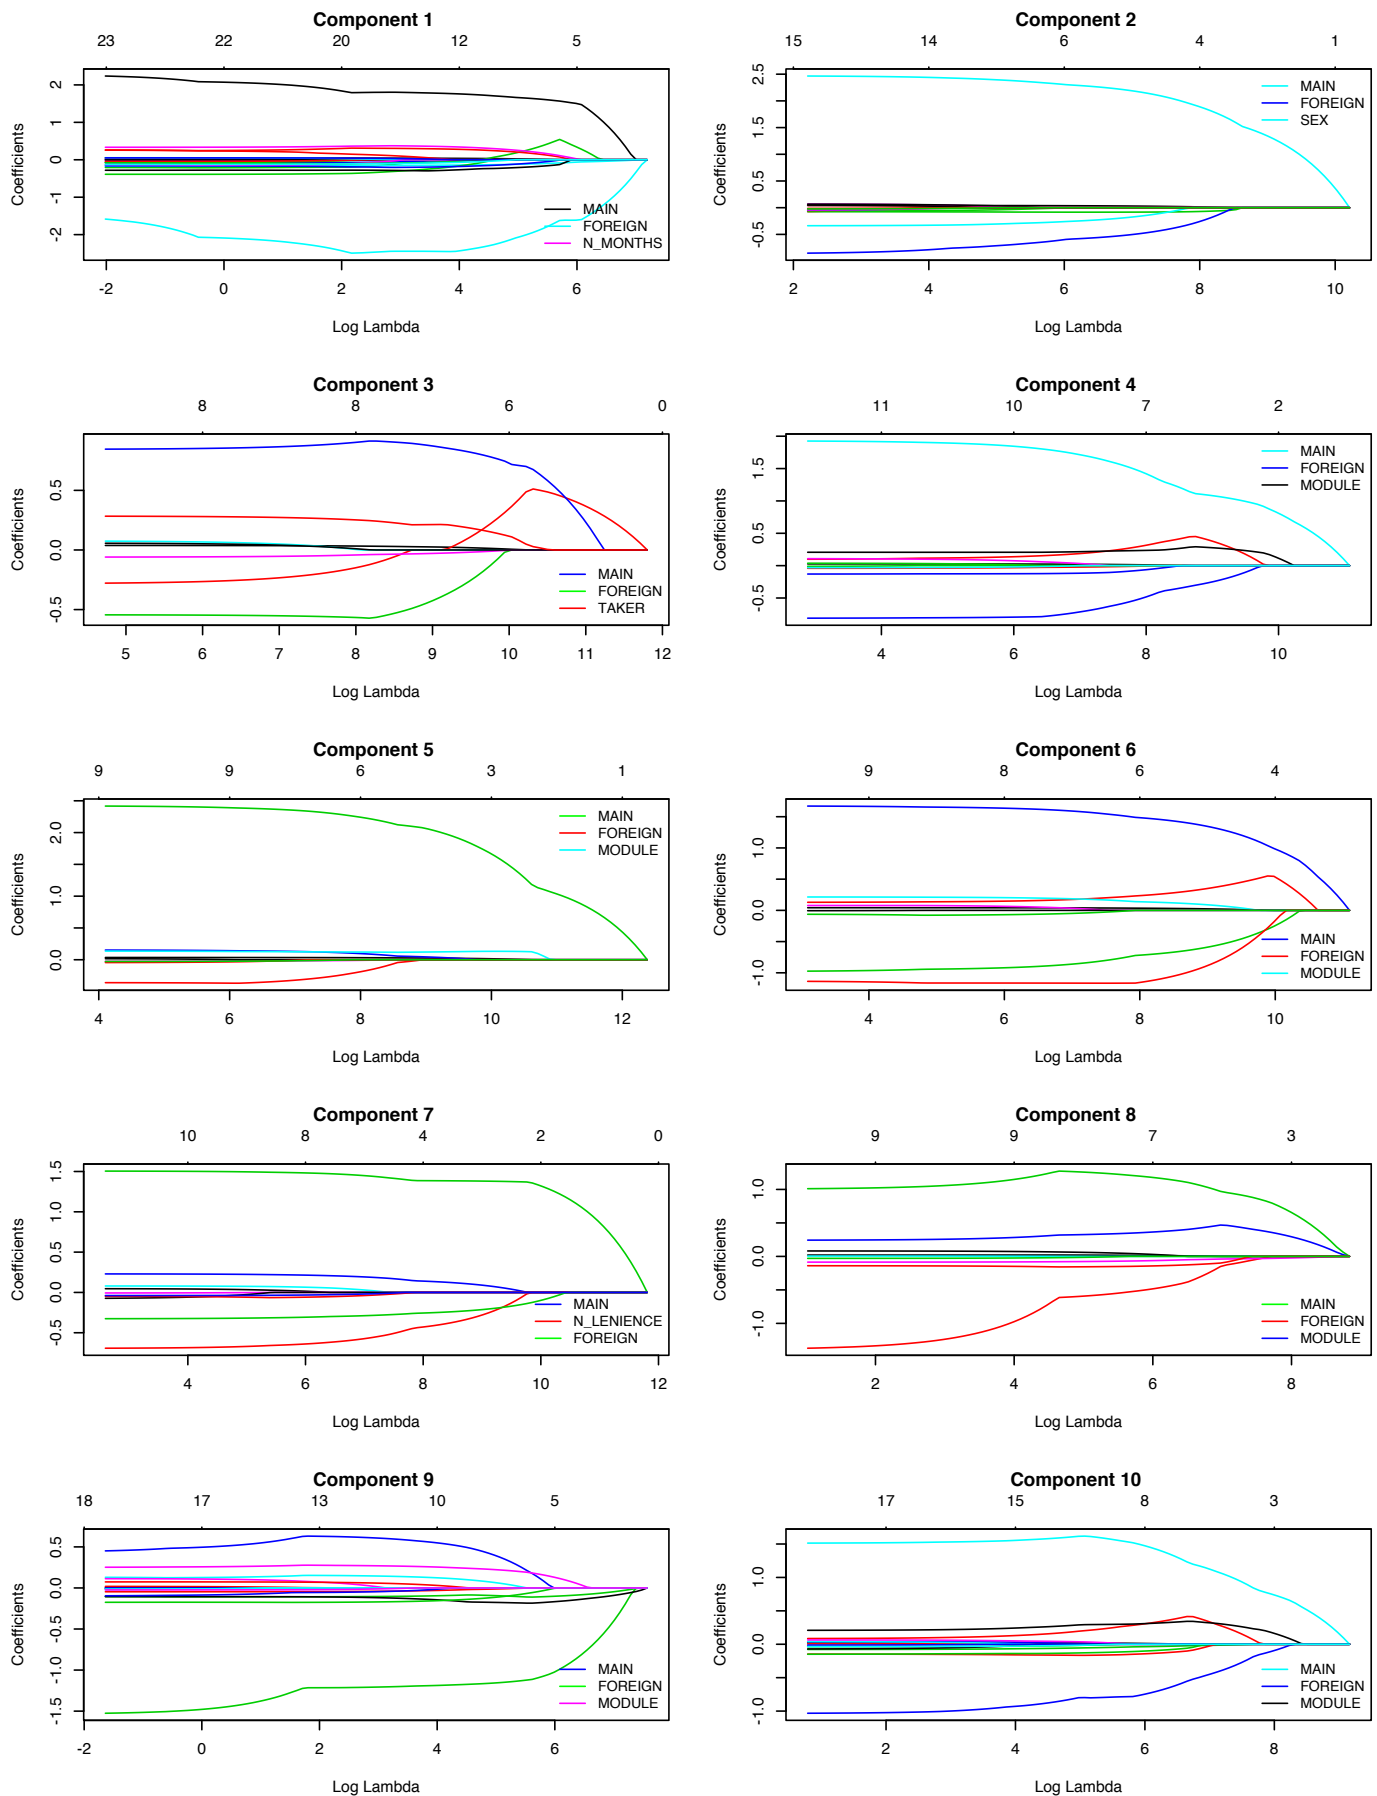 Component 1
23 22 20 12 5
Coefficients
2
1
0
-1
-2
MAIN
FOREIGN
N_MONTHS
-2 0 2 4 6
Log Lambda
Component 2
15 14 6 4 1
Coefficients
2.5
1.5
0.5
-0.5
MAIN
FOREIGN
SEX
2 4 6 8 10
Log Lambda
Component 3
8 8 6 0
Coefficients
0.5
0.0
-0.5
MAIN
FOREIGN
TAKER
5 6 7 8 9 10 11 12
Log Lambda
Component 4
11 10 7 2
Coefficients
1.5
0.5
-0.5
MAIN
FOREIGN
MODULE
4 6 8 10
Log Lambda
Component 5
9 9 6 3 1
Coefficients
2.0
1.0
0.0
MAIN
FOREIGN
MODULE
4 6 8 10 12
Log Lambda
Component 6
9 8 6 4
Coefficients
1.0
0.0
-1.0
MAIN
FOREIGN
MODULE
4 6 8 10
Log Lambda
Component 7
10 8 4 2 0
Coefficients
1.5
1.0
0.5
0.0
-0.5
MAIN
N_LENIENCE
FOREIGN
4 6 8 10 12
Log Lambda
Component 8
9 9 7 3
Coefficients
1.0
0.0
-1.0
MAIN
FOREIGN
MODULE
2 4 6 8
Log Lambda
Component 9
18 17 13 10 5
Coefficients
0.5
0.0
-0.5
-1.0
-1.5
MAIN
FOREIGN
MODULE
-2 0 2 4 6
Log Lambda
Component 10
17 15 8 3
Coefficients
1.0
0.0
-1.0
MAIN
FOREIGN
MODULE
2 4 6 8
Log Lambda